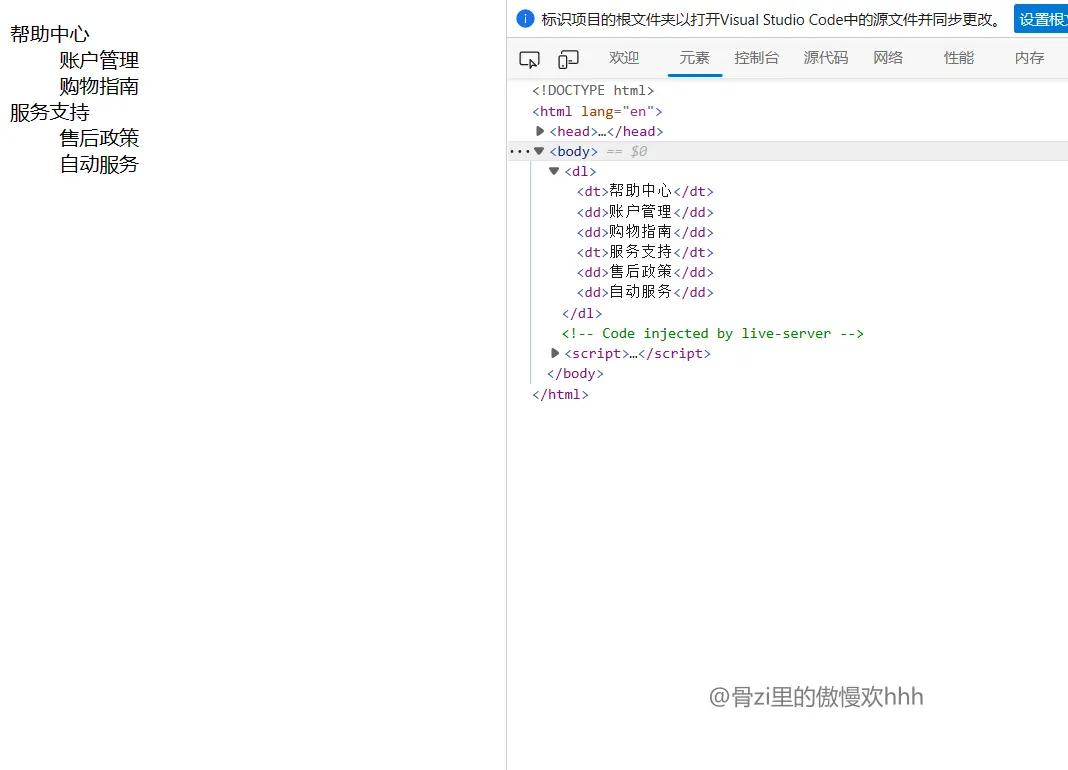 帮助中心
账户管理
购物指南
服务支持
售后政策
自动服务
标识项目的根文件夹以打开Visual Studio Code中的源文件并同步更改。 设置根文
欢迎 元素 控制台 源代码 网络 性能 内存
<!DOCTYPE html>
<html lang="en">
<head>…</head>
<body> == $0
<dl>
<dt>帮助中心</dt>
<dd>账户管理</dd>
<dd>购物指南</dd>
<dt>服务支持</dt>
<dd>售后政策</dd>
<dd>自动服务</dd>
</dl>
<!-- Code injected by live-server -->
<script>…</script>
</body>
</html>
@骨zi里的傲慢欢hhh